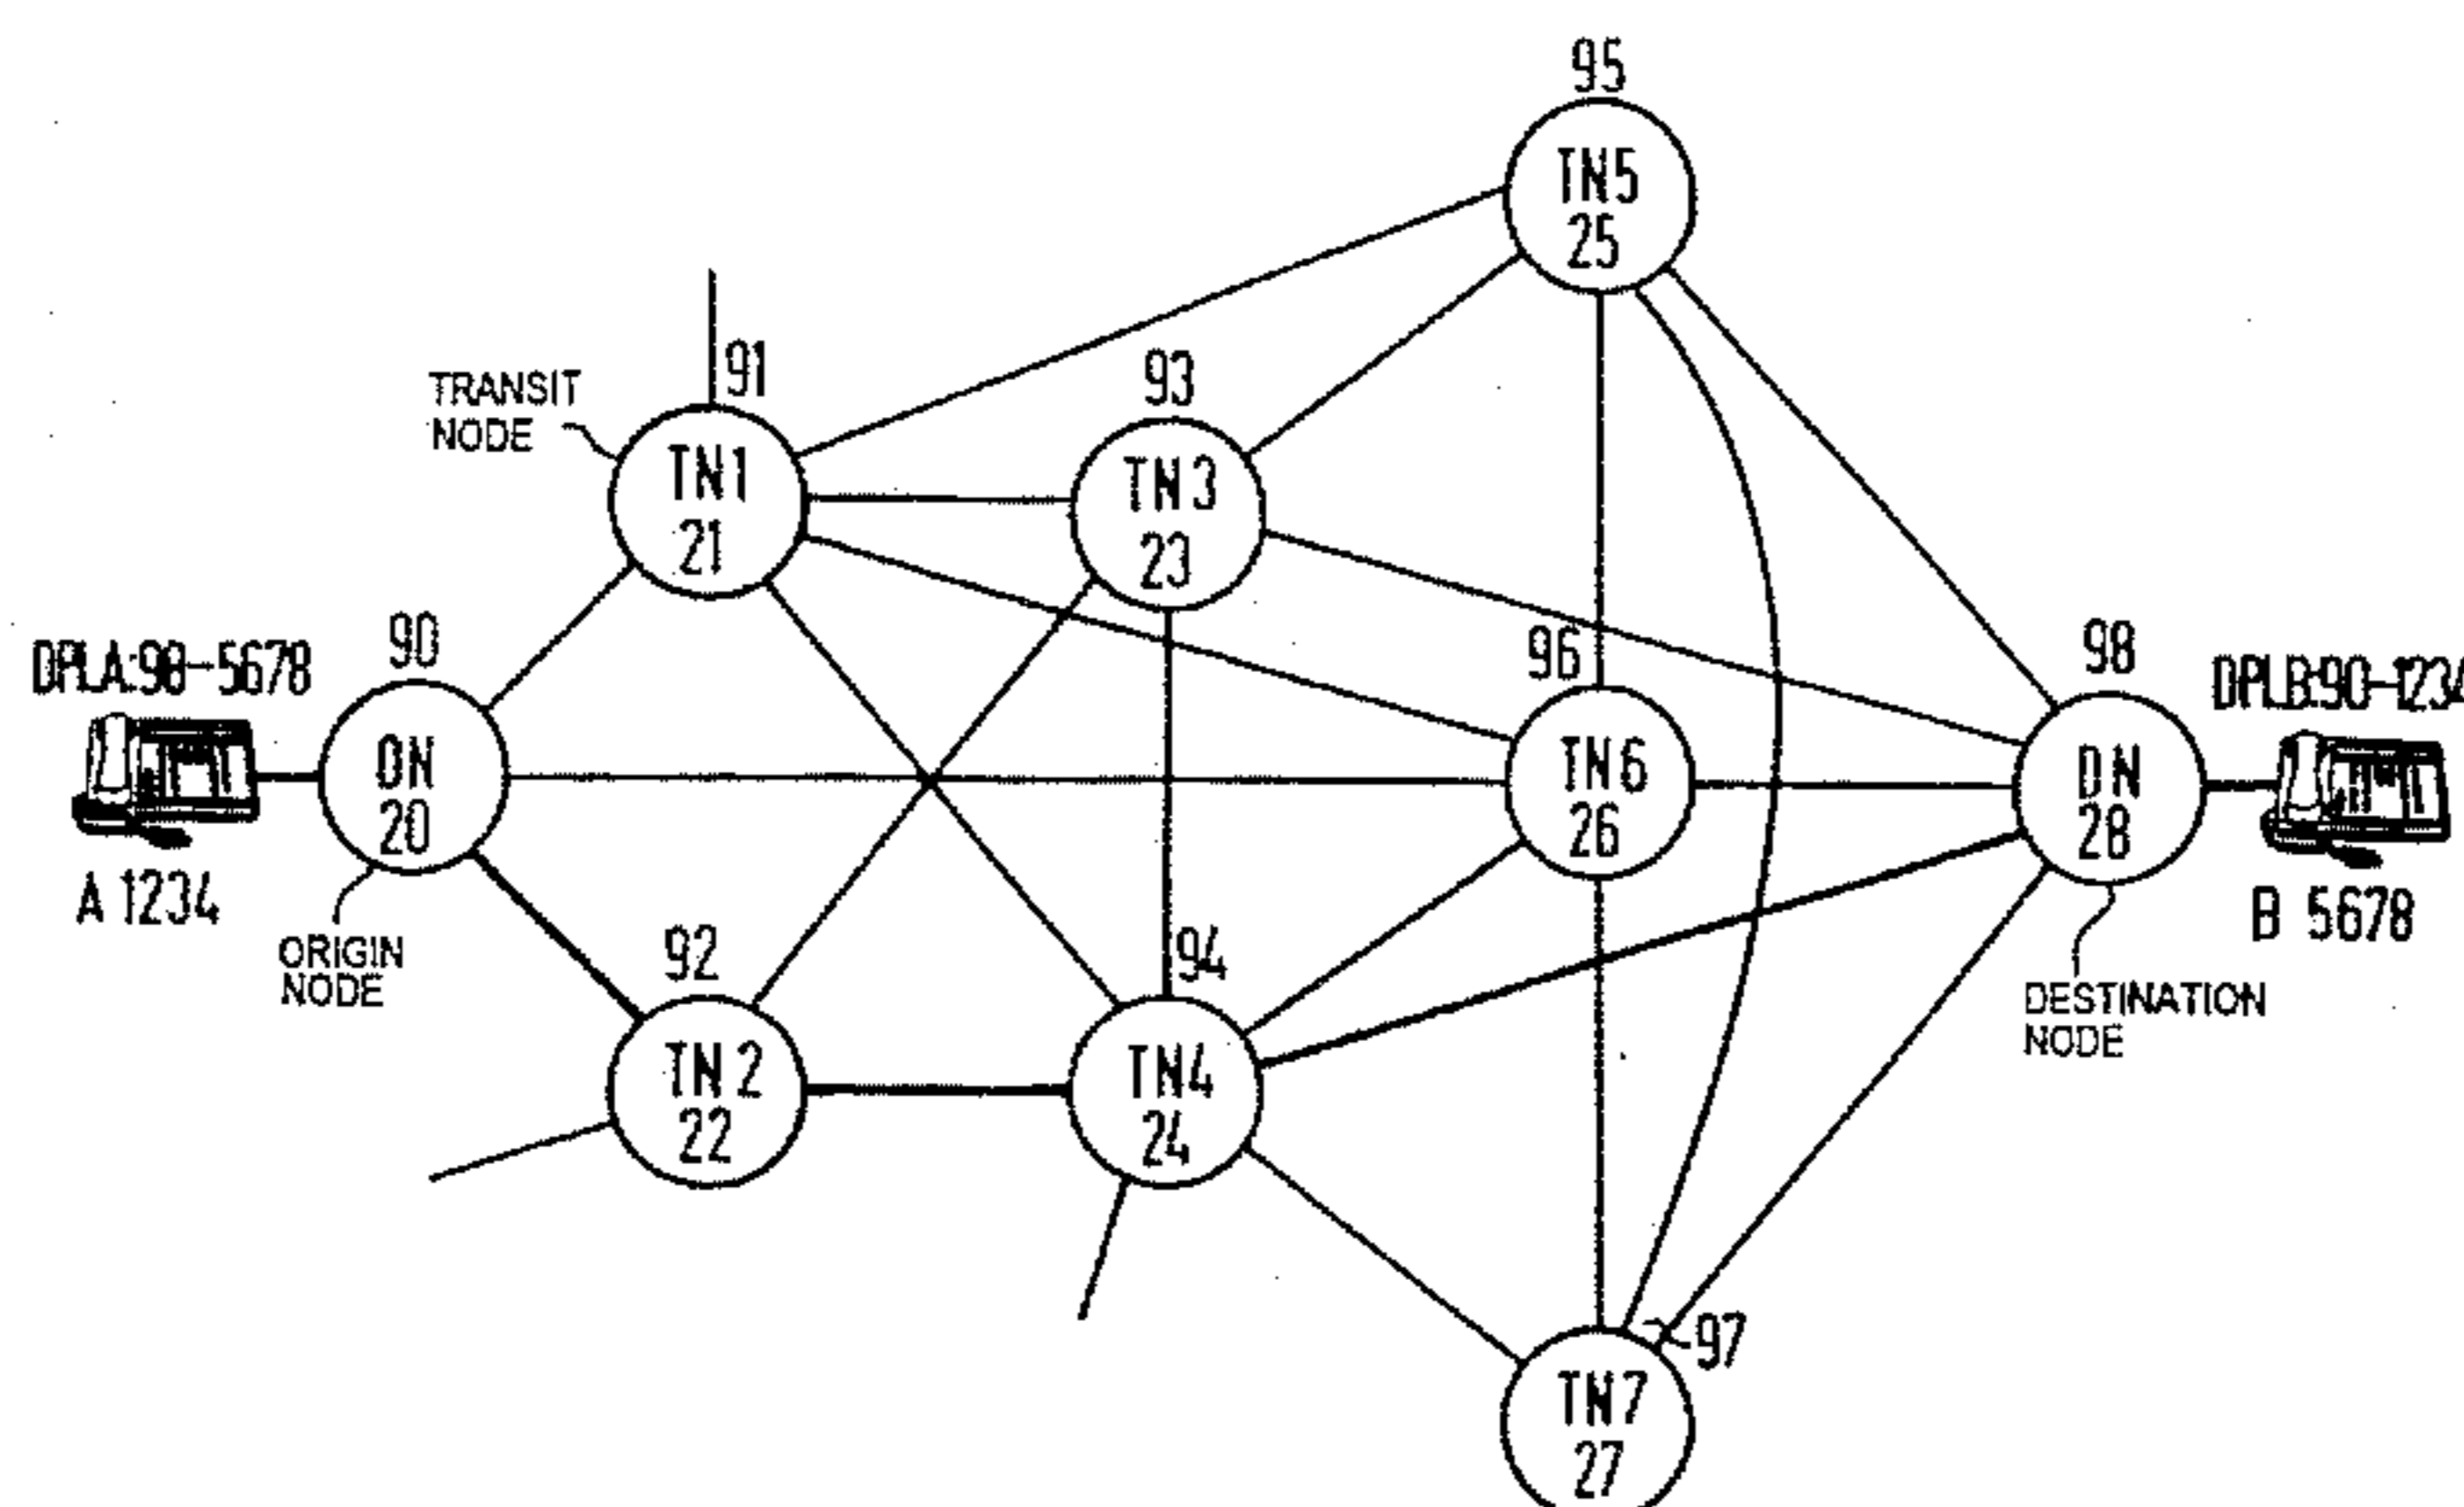 95
TN5
25
91
TRANSIT
NODE
TN1
21
93
TN3
23
90
DPLA:98-5678
ON
20
A 1234
ORIGIN
NODE
96
TN6
26
98
DPLB:90-1234
DN
28
B 5678
DESTINATION
NODE
92
TN2
22
94
TN4
24
97
TN7
27